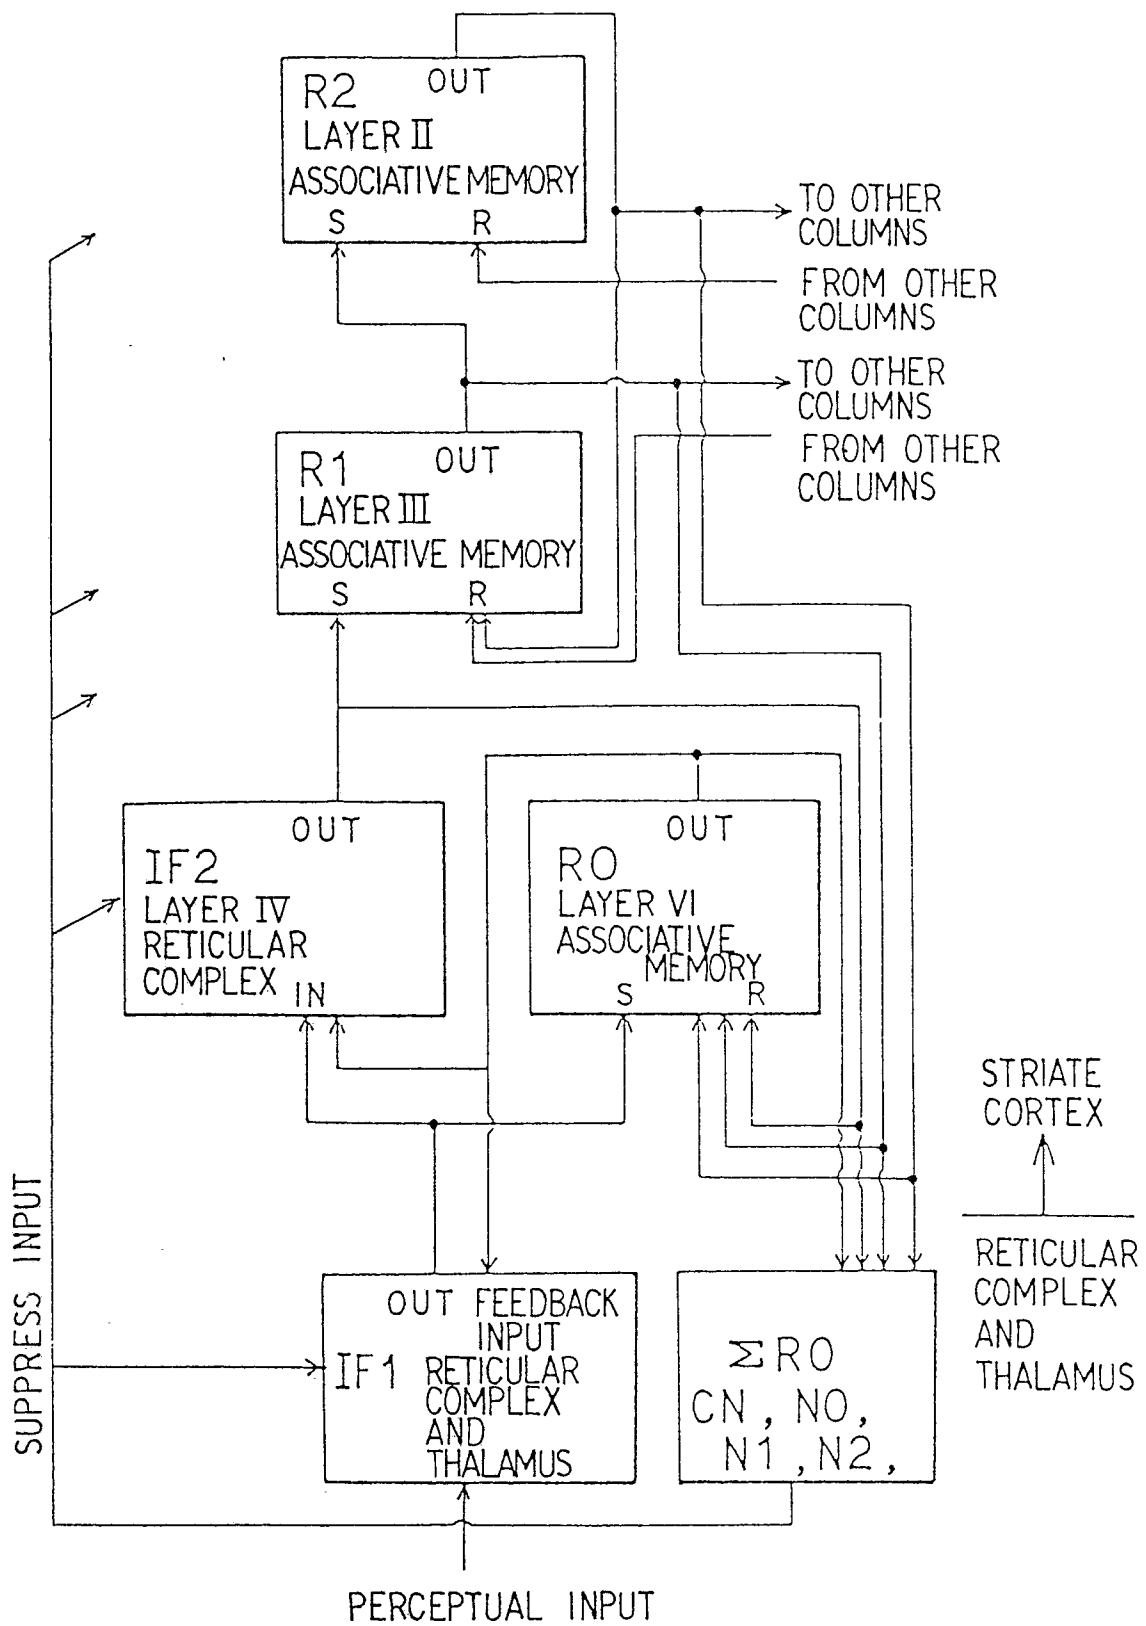 OUT
R2
LAYER II
ASSOCIATIVE MEMORY
S R
TO OTHER
COLUMNS
FROM OTHER
COLUMNS
TO OTHER
COLUMNS
FROM OTHER
COLUMNS
OUT
R1
LAYER III
ASSOCIATIVE MEMORY
S R
OUT
IF2
LAYER IV
RETICULAR
COMPLEX
IN
OUT
RO
LAYER VI
ASSOCIATIVE
MEMORY
S R
STRIATE
CORTEX
RETICULAR
COMPLEX
AND
THALAMUS
SUPPRESS INPUT
OUT FEEDBACK
INPUT
IF1
RETICULAR
COMPLEX
AND
THALAMUS
ΣRO
CN, NO,
N1, N2,
PERCEPTUAL INPUT